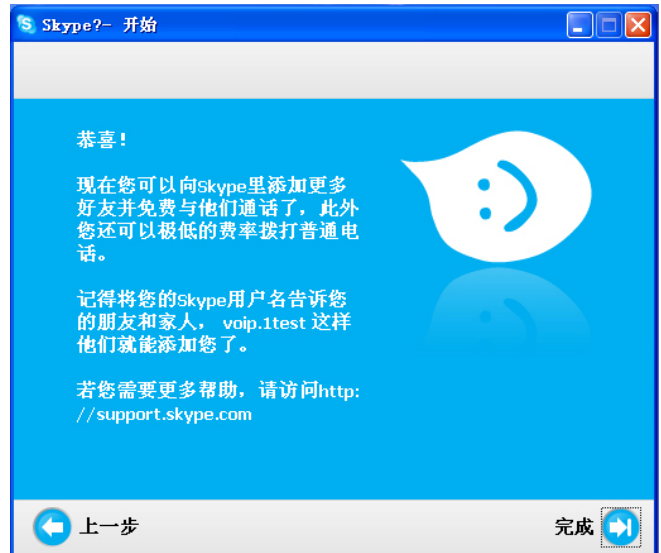 Skype?- 开始
恭喜!
现在您可以向Skype里添加更多
好友并免费与他们通话了，此外
您还可以极低的费率拨打普通电
话。
记得将您的Skype用户名告诉您
的朋友和家人， voip.1test 这样
他们就能添加您了。
若您需要更多帮助，请访问http:
//support.skype.com
上一步
完成